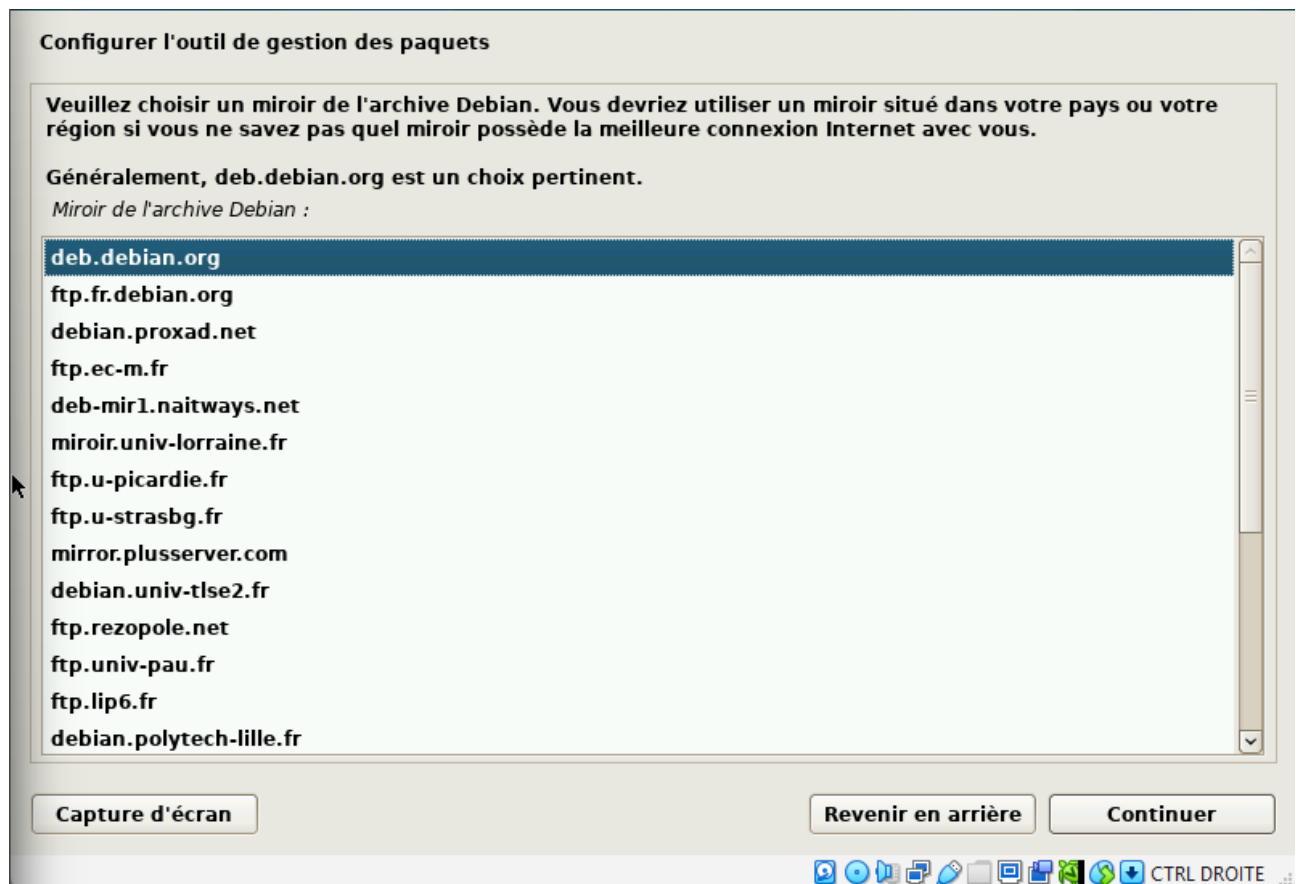 Configurer l'outil de gestion des paquets
Veuillez choisir un miroir de l'archive Debian. Vous devriez utiliser un miroir situé dans votre pays ou votre
région si vous ne savez pas quel miroir possède la meilleure connexion Internet avec vous.
Généralement, deb.debian.org est un choix pertinent.
Miroir de l'archive Debian :
deb.debian.org
ftp.fr.debian.org
debian.proxad.net
ftp.ec-m.fr
deb-mir1.naitways.net
miroir.univ-lorraine.fr
ftp.u-picardie.fr
ftp.u-strasbg.fr
mirror.plusserver.com
debian.univ-tlse2.fr
ftp.rezopole.net
ftp.univ-pau.fr
ftp.lip6.fr
debian.polytech-lille.fr
Capture d'écran
Revenir en arrière
Continuer
CTRL DROITE